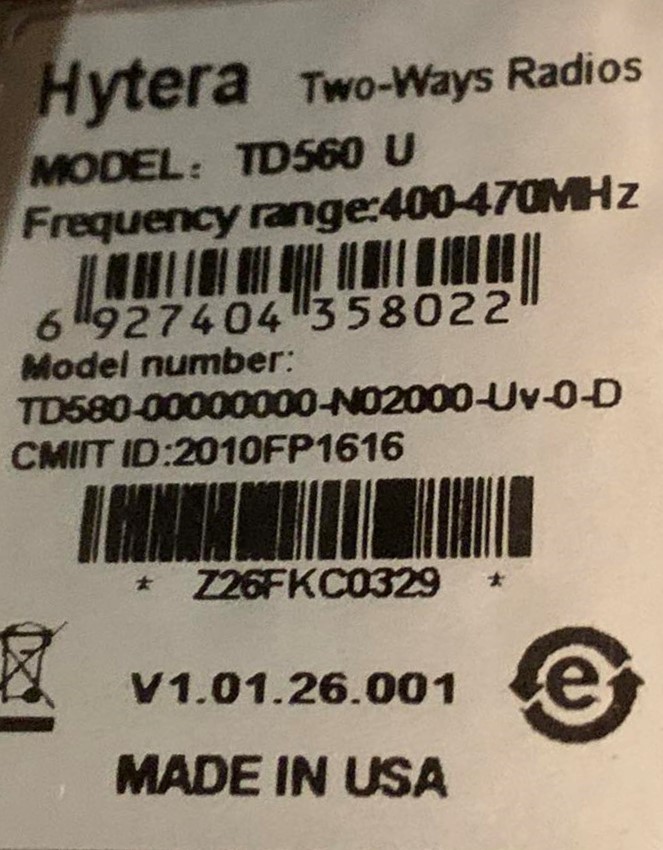 Hytera Two-Ways Radios
MODEL: TD560 U
Frequency range:400-470MHz
6 927404 358022
Model number:
TD580-00000000-N02000-Uv-0-D
CMIIT ID:2010FP1616
* Z26FKC0329 *
V1.01.26.001
e
MADE IN USA